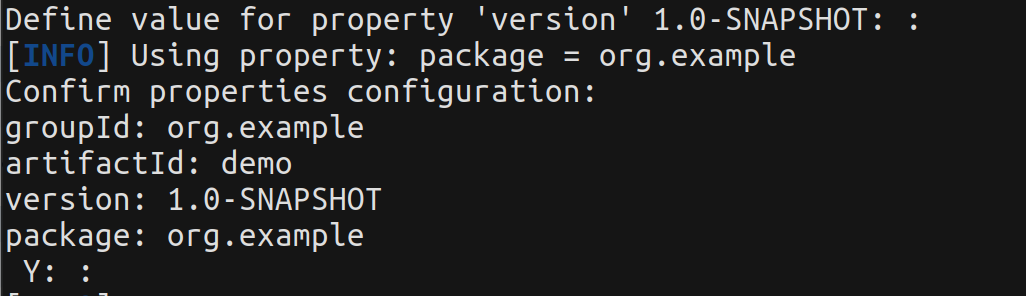 Define value for property 'version' 1.0-SNAPSHOT: :
[INFO] Using property: package = org.example
Confirm properties configuration:
groupId: org.example
artifactId: demo
version: 1.0-SNAPSHOT
package: org.example
 Y: :